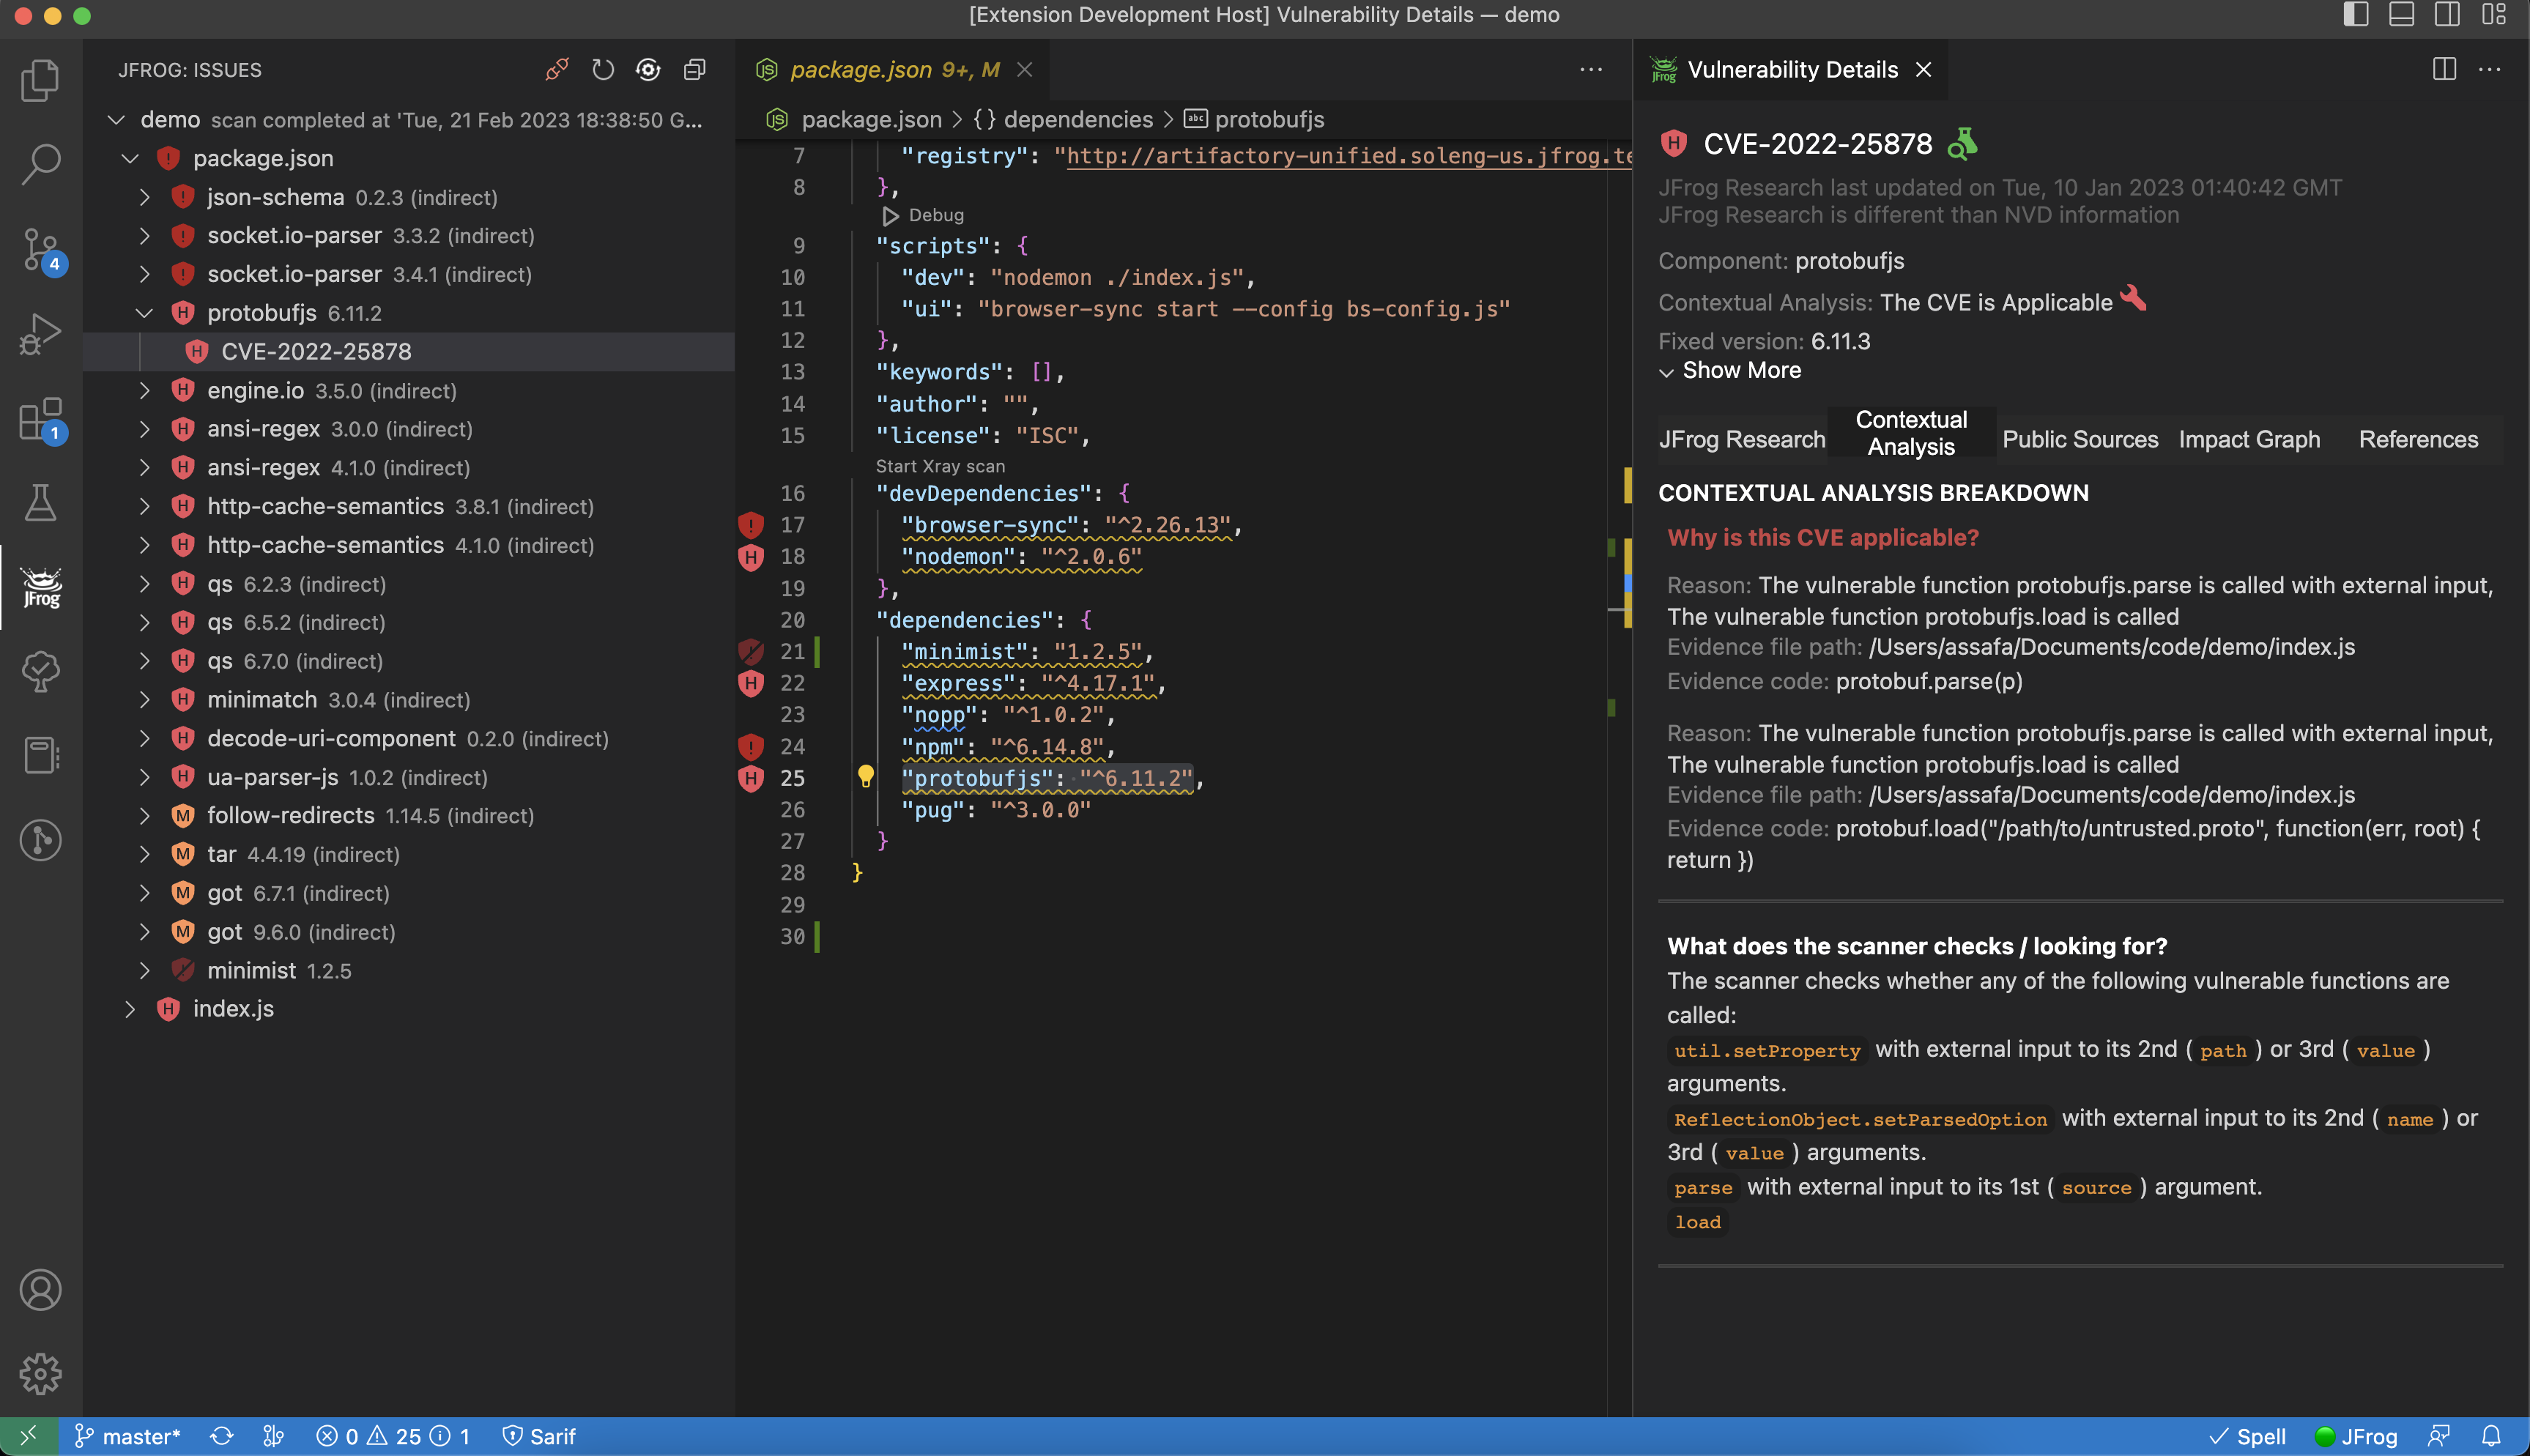 [Extension Development Host] Vulnerability Details — demo
JFROG: ISSUES
demo scan completed at 'Tue, 21 Feb 2023 18:38:50 G...
package.json
json-schema 0.2.3 (indirect)
socket.io-parser 3.3.2 (indirect)
socket.io-parser 3.4.1 (indirect)
protobufjs 6.11.2
H CVE-2022-25878
H engine.io 3.5.0 (indirect)
H ansi-regex 3.0.0 (indirect)
H ansi-regex 4.1.0 (indirect)
H http-cache-semantics 3.8.1 (indirect)
H http-cache-semantics 4.1.0 (indirect)
H qs 6.2.3 (indirect)
H qs 6.5.2 (indirect)
H qs 6.7.0 (indirect)
H minimatch 3.0.4 (indirect)
H decode-uri-component 0.2.0 (indirect)
H ua-parser-js 1.0.2 (indirect)
M follow-redirects 1.14.5 (indirect)
M tar 4.4.19 (indirect)
M got 6.7.1 (indirect)
M got 9.6.0 (indirect)
minimist 1.2.5
H index.js
4
1
JFrog
package.json 9+, M
package.json > {} dependencies > abc protobufjs
7 "registry": "http://artifactory-unified.soleng-us.jfrog.te
8 },
Debug
9 "scripts": {
10 "dev": "nodemon ./index.js",
11 "ui": "browser-sync start --config bs-config.js"
12 },
13 "keywords": [],
14 "author": "",
15 "license": "ISC",
Start Xray scan
16 "devDependencies": {
17 "browser-sync": "^2.26.13",
18 "nodemon": "^2.0.6"
19 },
20 "dependencies": {
21 "minimist": "1.2.5",
22 "express": "^4.17.1",
23 "nopp": "^1.0.2",
24 "npm": "^6.14.8",
25 "protobufjs": "^6.11.2",
26 "pug": "^3.0.0"
27 }
28 }
29
30
JFrog Vulnerability Details
H CVE-2022-25878
JFrog Research last updated on Tue, 10 Jan 2023 01:40:42 GMT
JFrog Research is different than NVD information
Component: protobufjs
Contextual Analysis: The CVE is Applicable
Fixed version: 6.11.3
Show More
JFrog Research
Contextual
Analysis
Public Sources
Impact Graph
References
CONTEXTUAL ANALYSIS BREAKDOWN
Why is this CVE applicable?
Reason: The vulnerable function protobufjs.parse is called with external input,
The vulnerable function protobufjs.load is called
Evidence file path: /Users/assafa/Documents/code/demo/index.js
Evidence code: protobuf.parse(p)
Reason: The vulnerable function protobufjs.parse is called with external input,
The vulnerable function protobufjs.load is called
Evidence file path: /Users/assafa/Documents/code/demo/index.js
Evidence code: protobuf.load("/path/to/untrusted.proto", function(err, root) {
return })
What does the scanner checks / looking for?
The scanner checks whether any of the following vulnerable functions are
called:
util.setProperty with external input to its 2nd ( path ) or 3rd ( value )
arguments.
ReflectionObject.setParsedOption with external input to its 2nd ( name ) or
3rd ( value ) arguments.
parse with external input to its 1st ( source ) argument.
load
master* 0 25 1 Sarif
Spell JFrog